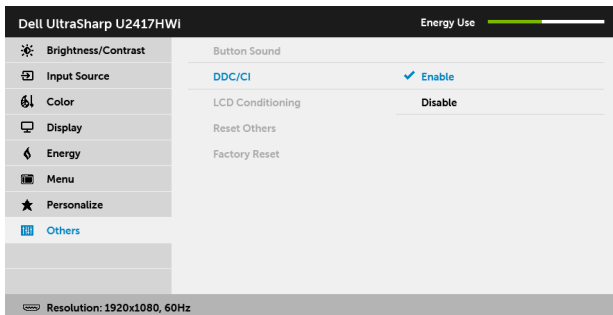 Dell UltraSharp U2417HWi
Energy Use
Brightness/Contrast
Button Sound
Input Source
DDC/CI
Enable
Color
LCD Conditioning
Disable
Display
Reset Others
Energy
Factory Reset
Menu
Personalize
Others
Resolution: 1920x1080, 60Hz